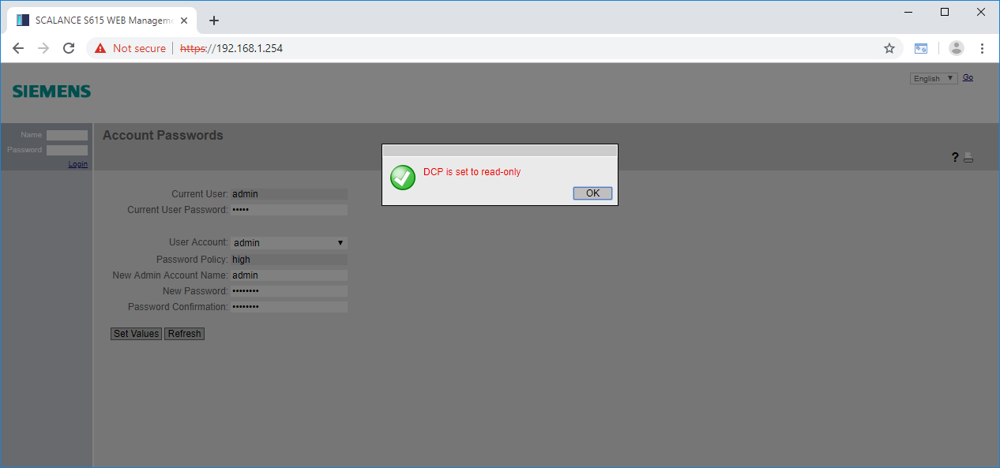 SCALANCE S615 WEB Manageme
Not secure https://192.168.1.254
English Go
SIEMENS
Name
Password
Login
Account Passwords
?
DCP is set to read-only
OK
Current User: admin
Current User Password: •••••
User Account: admin
Password Policy: high
New Admin Account Name: admin
New Password: ••••••••
Password Confirmation: ••••••••
Set Values Refresh